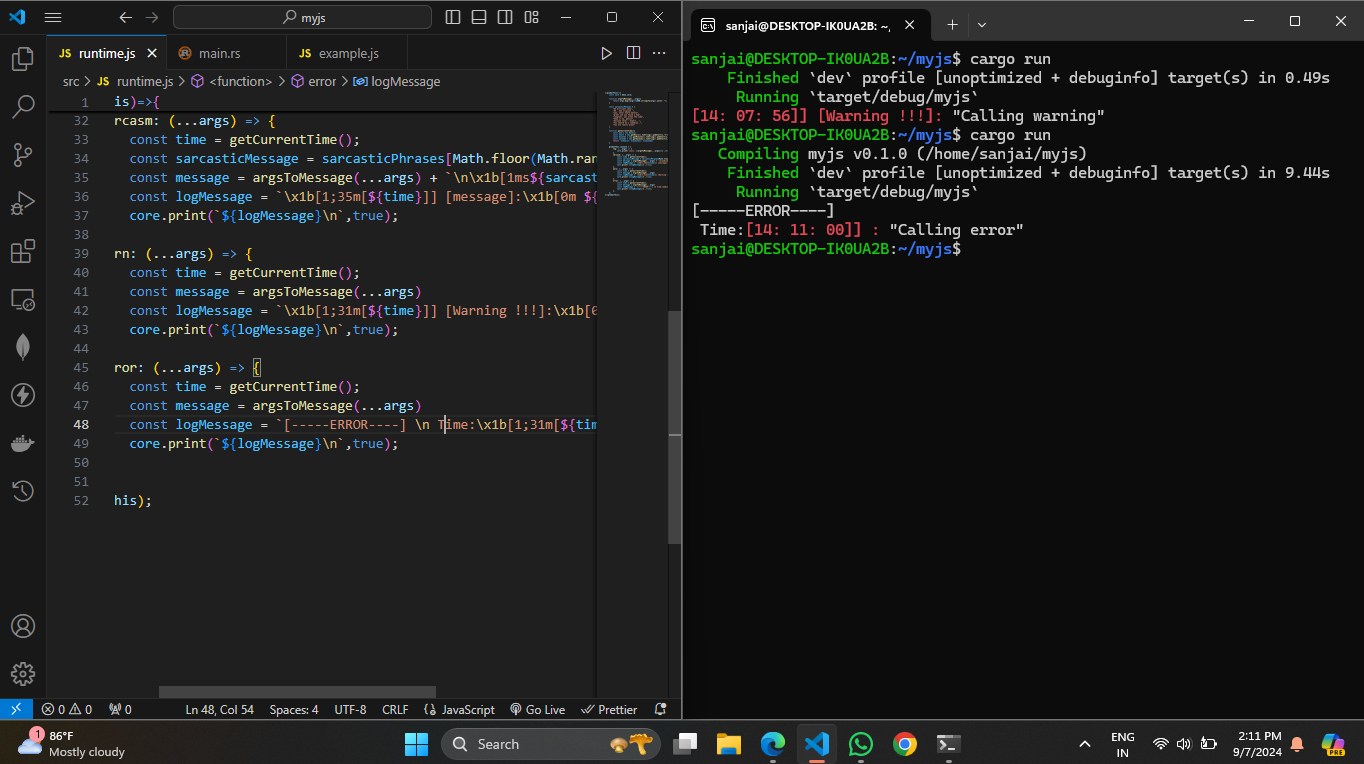 myjs
JS runtime.js
main.rs
JS example.js
src > JS runtime.js > <function> > error > logMessage
1 is)=>{
32 rcasm: (...args) => {
33 const time = getCurrentTime();
34 const sarcasticMessage = sarcasticPhrases[Math.floor(Math.ran
35 const message = argsToMessage(...args) + `\n\x1b[1ms${sarcast
36 const logMessage = `\x1b[1;35m[${time}]] [message]:\x1b[0m ${
37 core.print(`${logMessage}\n`,true);
38
39 rn: (...args) => {
40 const time = getCurrentTime();
41 const message = argsToMessage(...args)
42 const logMessage = `\x1b[1;31m[${time}]] [Warning !!!]:\x1b[0
43 core.print(`${logMessage}\n`,true);
44
45 ror: (...args) => {
46 const time = getCurrentTime();
47 const message = argsToMessage(...args)
48 const logMessage = `[-----ERROR----] \n Time:\x1b[1;31m[${tim
49 core.print(`${logMessage}\n`,true);
50
51
52 his);
0 0 0 Ln 48, Col 54 Spaces: 4 UTF-8 CRLF {} JavaScript Go Live Prettier
sanjai@DESKTOP-IK0UA2B: ~,
sanjai@DESKTOP-IK0UA2B:~/myjs$ cargo run
Finished `dev` profile [unoptimized + debuginfo] target(s) in 0.49s
Running `target/debug/myjs`
[14: 07: 56]] [Warning !!!]: "Calling warning"
sanjai@DESKTOP-IK0UA2B:~/myjs$ cargo run
Compiling myjs v0.1.0 (/home/sanjai/myjs)
Finished `dev` profile [unoptimized + debuginfo] target(s) in 9.44s
Running `target/debug/myjs`
[-----ERROR----]
Time:[14: 11: 00]] : "Calling error"
sanjai@DESKTOP-IK0UA2B:~/myjs$
1
86°F
Mostly cloudy
Search
ENG
IN
2:11 PM
9/7/2024
PRE